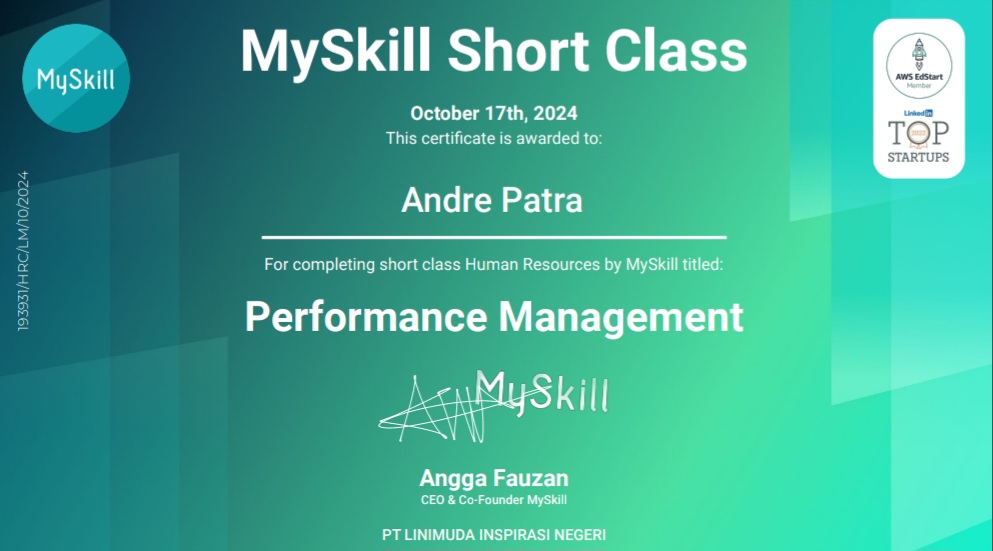 MySkill
MySkill Short Class
AWS EdStart
Member
LinkedIn
TOP
STARTUPS
October 17th, 2024
This certificate is awarded to:
193931/HRC/LM/10/2024
Andre Patra
For completing short class Human Resources by MySkill titled:
Performance Management
MySkill
Angga Fauzan
CEO & Co-Founder MySkill
PT LINIMUDA INSPIRASI NEGERI